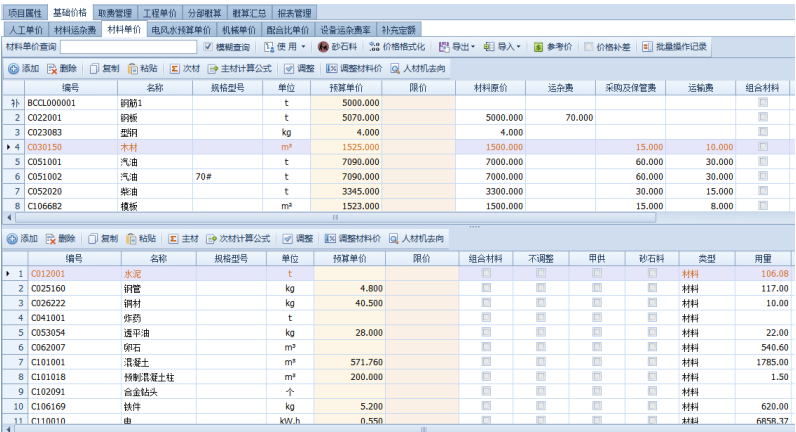 项目属性 基础价格 取费管理 工程单价 分部概算 概算汇总 报表管理
人工单价 材料运杂费 材料单价 电风水预算单价 机械单价 配合比单价 设备运杂费率 补充定额
材料单价查询 模糊查询 使用 砂石料 价格格式化 导出 导入 参考价 价格补差 批量操作记录
添加 删除 复制 粘贴 次材 主材计算公式 调整 调整材料价 人材机去向
编号 名称 规格型号 单位 预算单价 限价 材料原价 运杂费 采购及保管费 运输费 组合材料
补 BCCL000001 钢筋1 t 5000.000
2 C022001 钢板 t 5070.000 5000.000 70.000
3 C023083 型钢 kg 4.000 4.000
4 C030150 木材 m³ 1525.000 1500.000 15.000 10.000
5 C051001 汽油 t 7090.000 7000.000 60.000 30.000
6 C051002 汽油 70# t 7090.000 7000.000 60.000 30.000
7 C052020 柴油 t 3345.000 3300.000 30.000 15.000
8 C106682 模板 m³ 1523.000 1500.000 15.000 8.000
添加 删除 复制 粘贴 主材 次材计算公式 调整 调整材料价 人材机去向
编号 名称 规格型号 单位 预算单价 限价 组合材料 不调整 甲供 砂石料 类型 用量
1 C012001 水泥 t 材料 106.08
2 C025160 钢管 kg 4.800 材料 117.00
3 C026222 钢材 kg 40.500 材料 10.00
4 C041001 炸药 t 材料
5 C053054 透平油 kg 28.000 材料 22.00
6 C062007 卵石 m³ 材料 540.60
7 C101001 混凝土 m³ 571.760 材料 1785.00
8 C101018 预制混凝土柱 m³ 200.000 材料 1.50
9 C102091 合金钻头 个 材料
10 C106169 铁件 kg 5.200 材料 620.00
11 C110010 电 kW.h 0.550 材料 6858.37